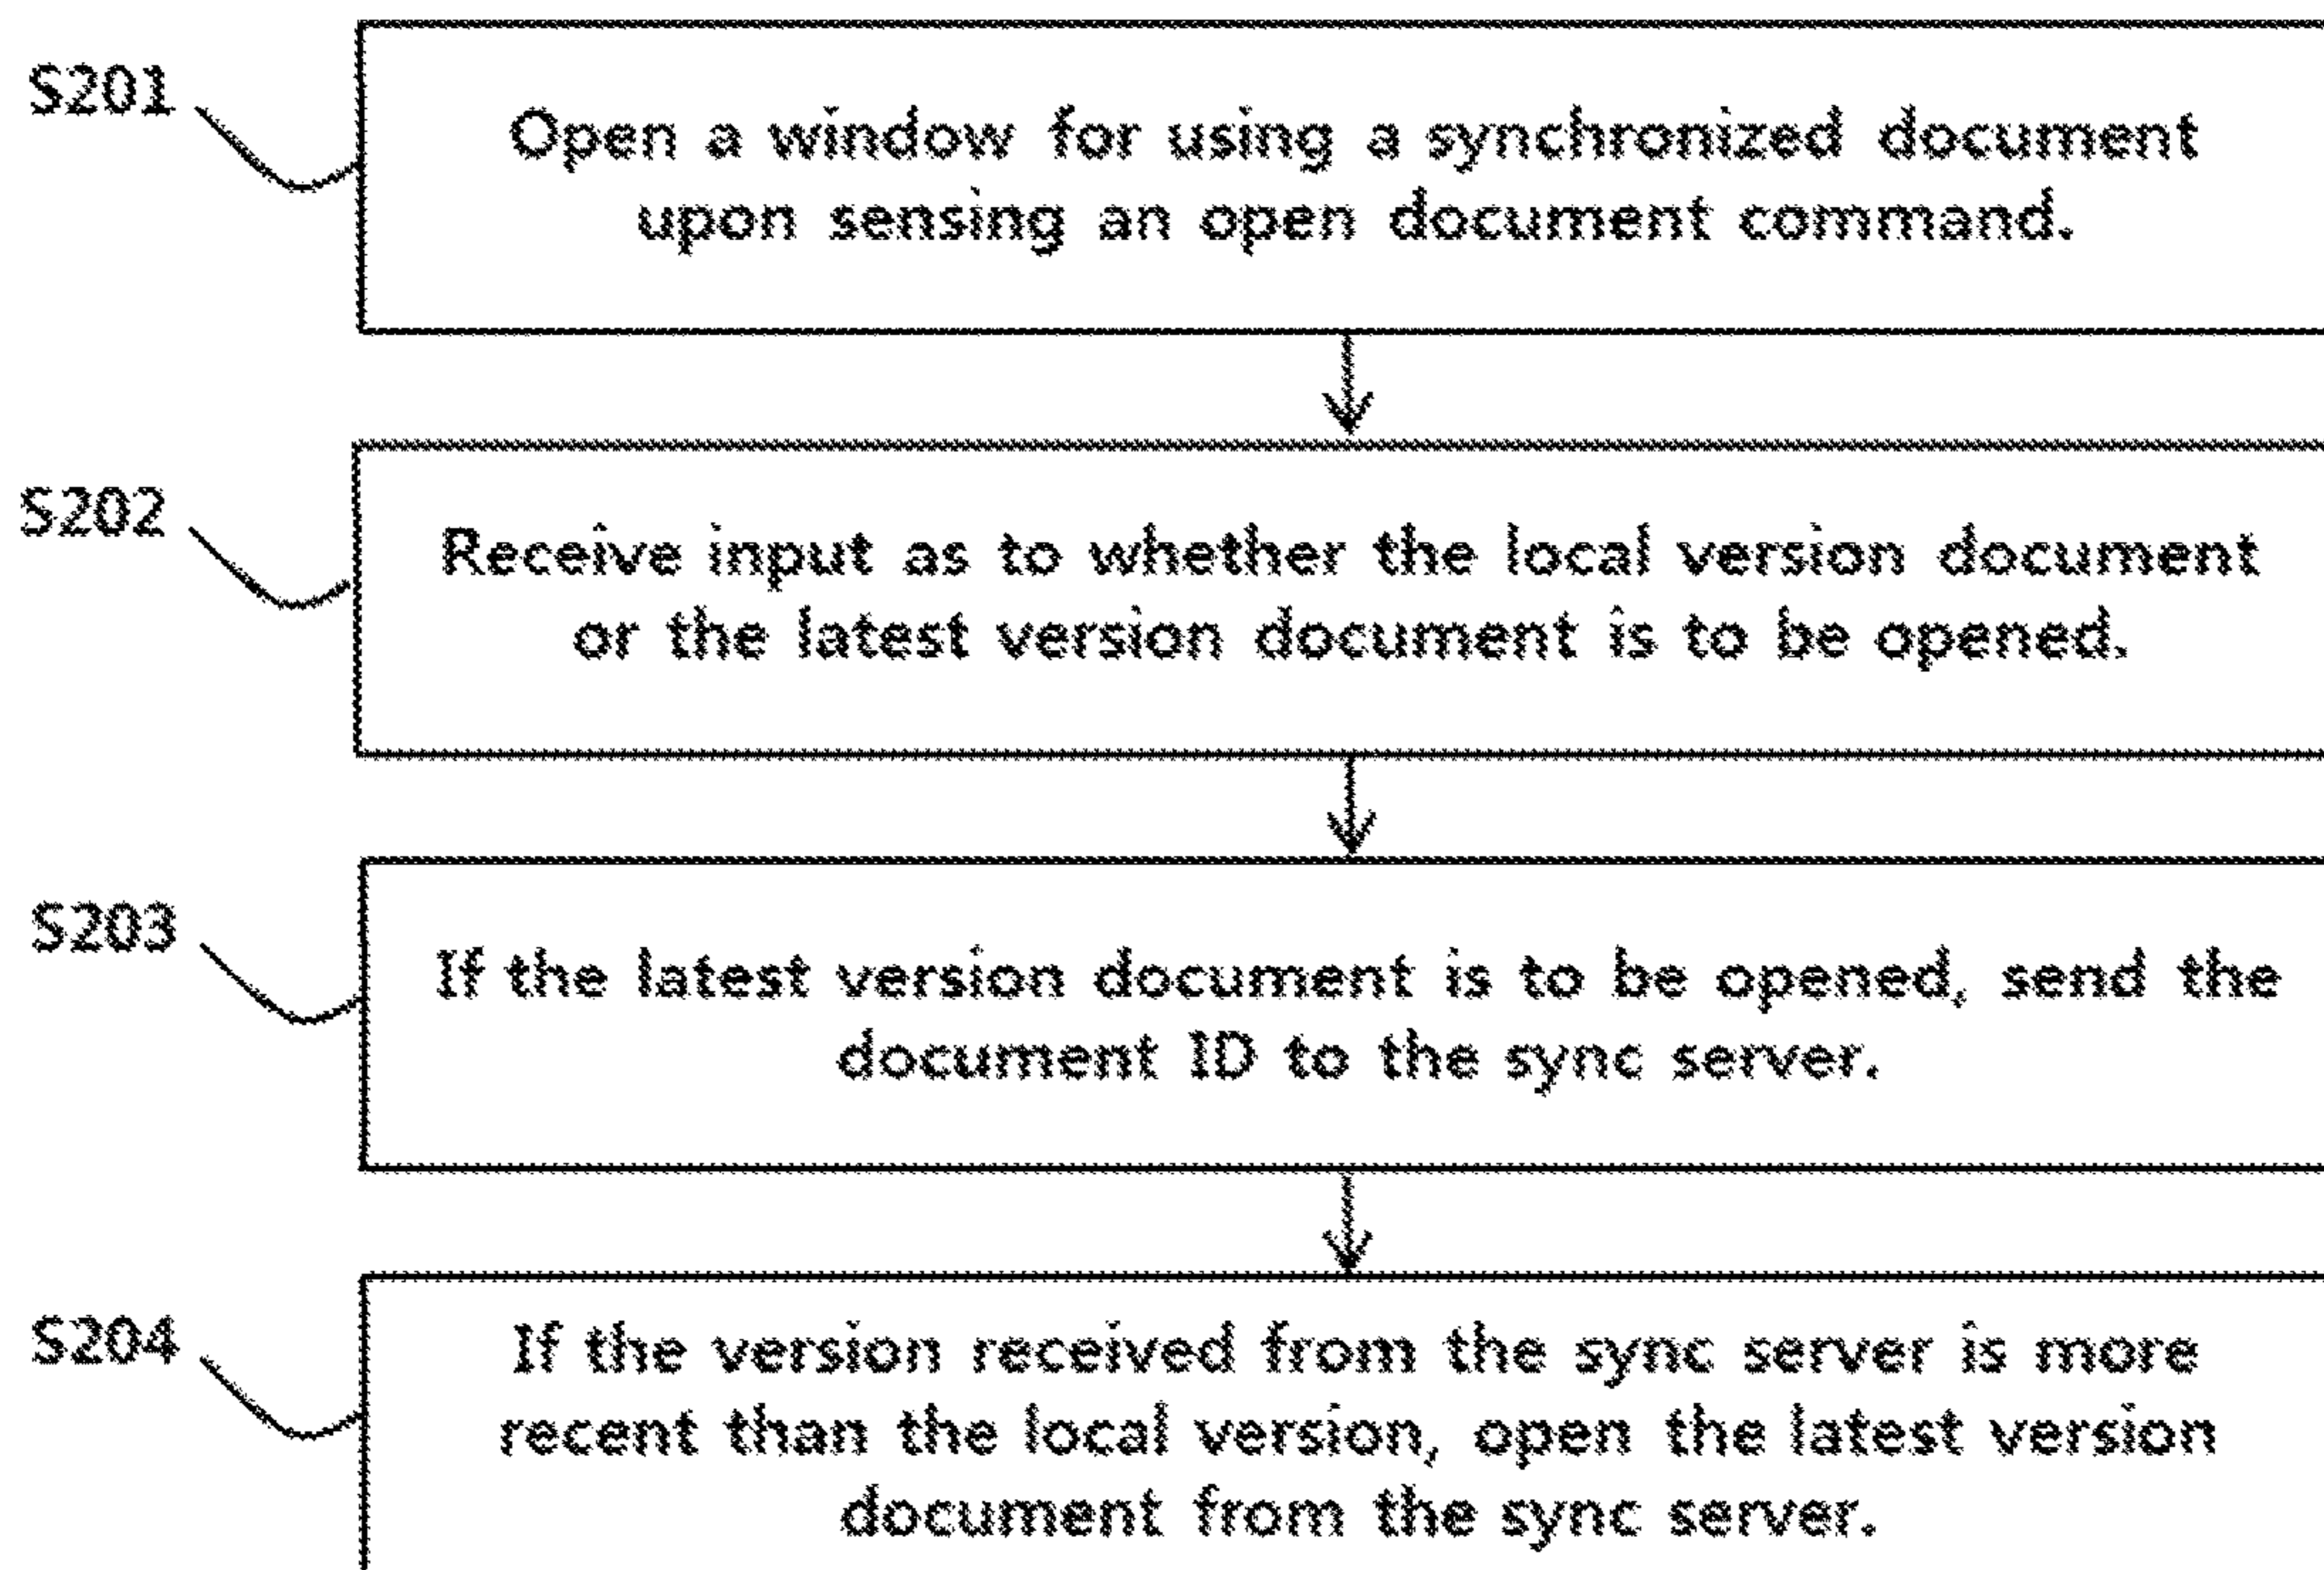 S201
Open a window for using a synchronized document
upon sensing an open document command.
S202
Receive input as to whether the local version document
or the latest version document is to be opened.
S203
If the latest version document is to be opened, send the
document ID to the sync server.
S204
If the version received from the sync server is more
recent than the local version, open the latest version
document from the sync server.